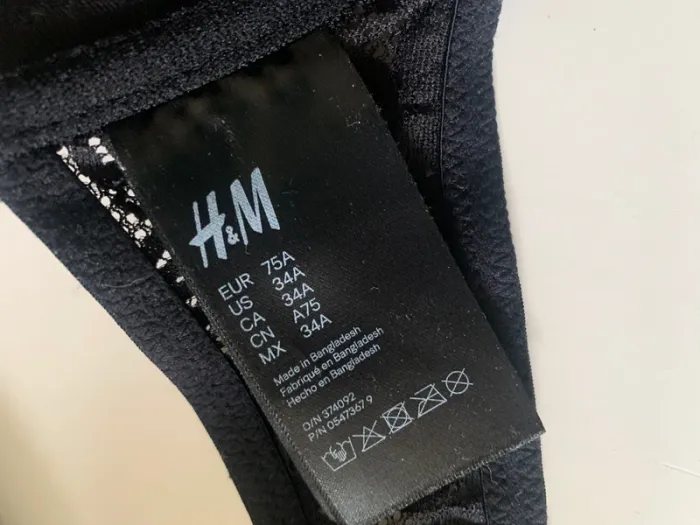 H&M
EUR 75A
US 34A
CA 34A
CN A75
MX 34A
Made in Bangladesh
Fabriqué en Bangladesh
Hecho en Bangladesh
O/N 374092
P/N 0547367 9